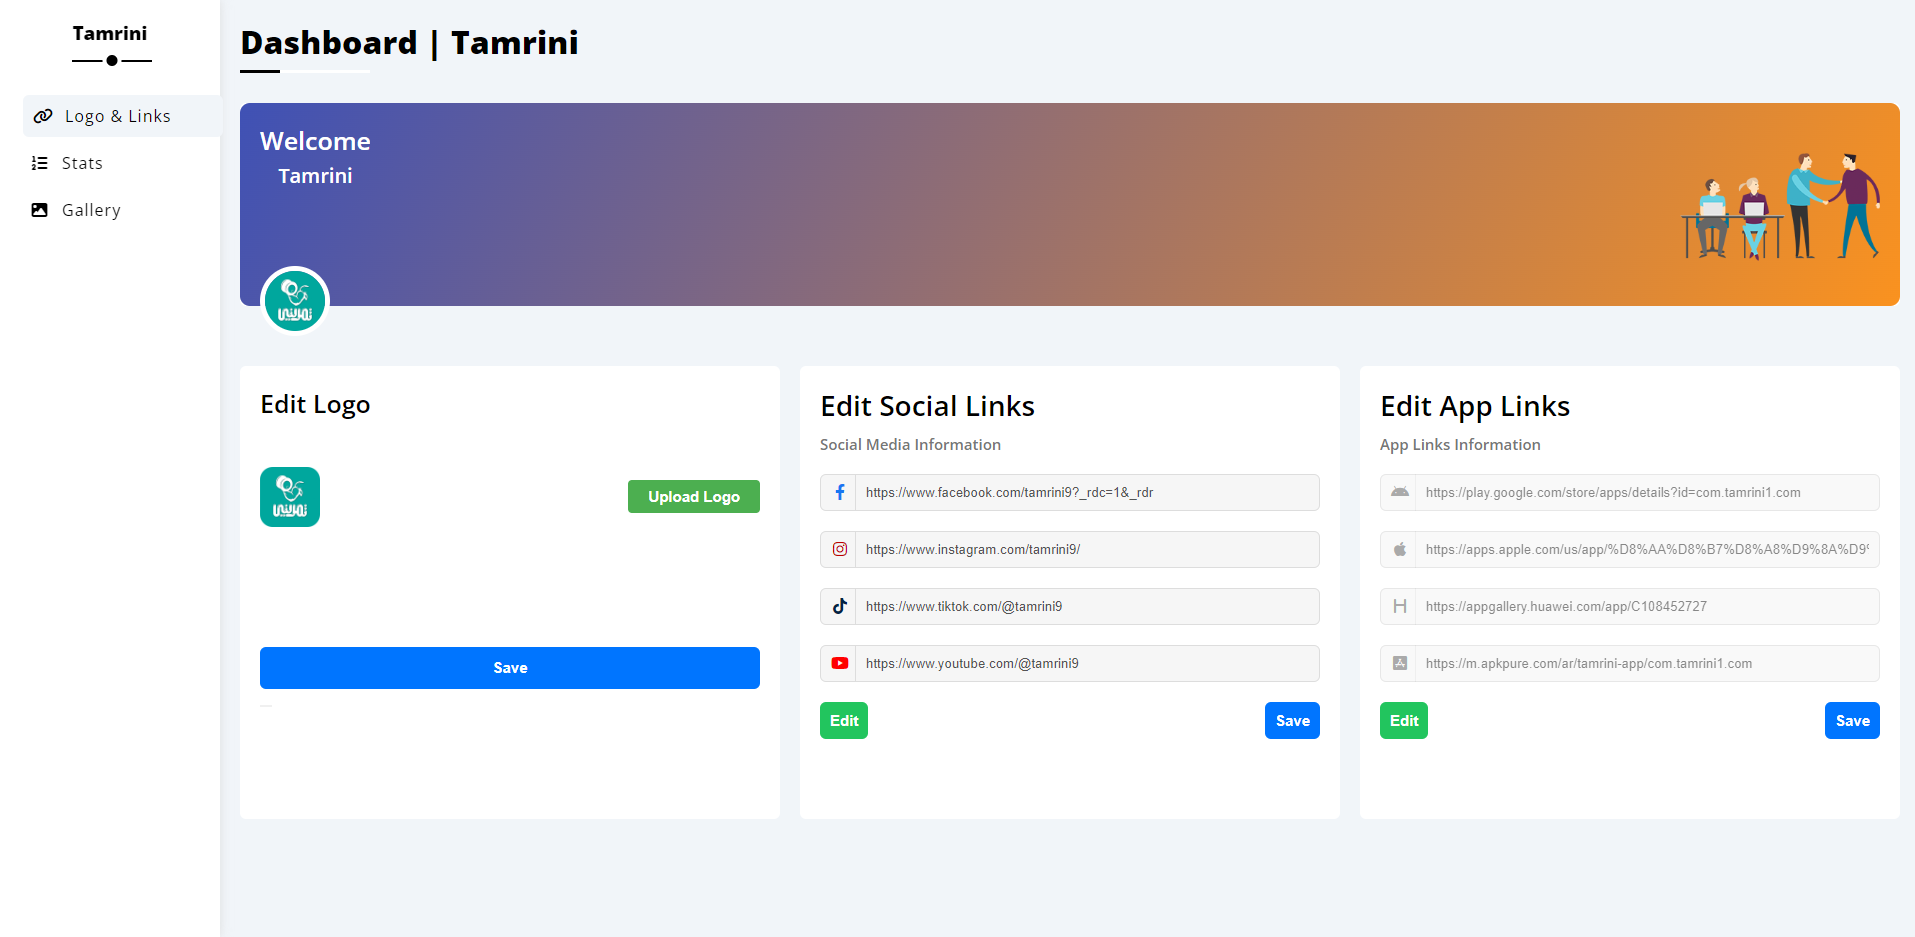 Tamrini
Logo & Links
Stats
Gallery
Dashboard | Tamrini
Welcome
Tamrini
تمريني
Edit Logo
تمريني
Upload Logo
Save
Edit Social Links
Social Media Information
https://www.facebook.com/tamrini9?_rdc=1&_rdr
https://www.instagram.com/tamrini9/
https://www.tiktok.com/@tamrini9
https://www.youtube.com/@tamrini9
Edit
Save
Edit App Links
App Links Information
https://play.google.com/store/apps/details?id=com.tamrini1.com
https://apps.apple.com/us/app/%D8%AA%D8%B7%D8%A8%D9%8A%D9%
https://appgallery.huawei.com/app/C108452727
https://m.apkpure.com/ar/tamrini-app/com.tamrini1.com
Edit
Save